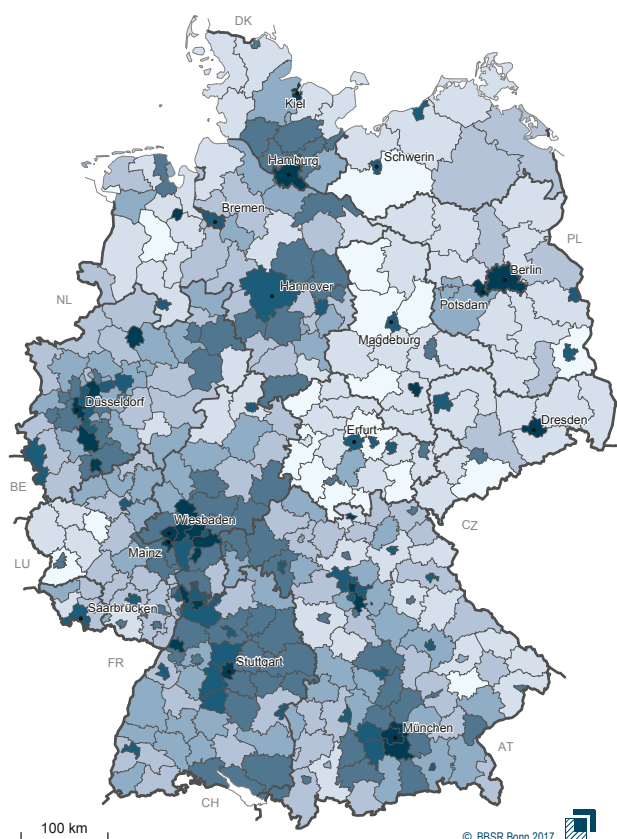 DK
Kiel
Hamburg
Schwerin
Bremen
PL
Berlin
Hannover
NL
Potsdam
Magdeburg
Düsseldorf
Dresden
Erfurt
BE
Wiesbaden
CZ
Mainz
LU
Saarbrücken
FR
Stuttgart
München
AT
CH
100 km
© BBSR Bonn 2017